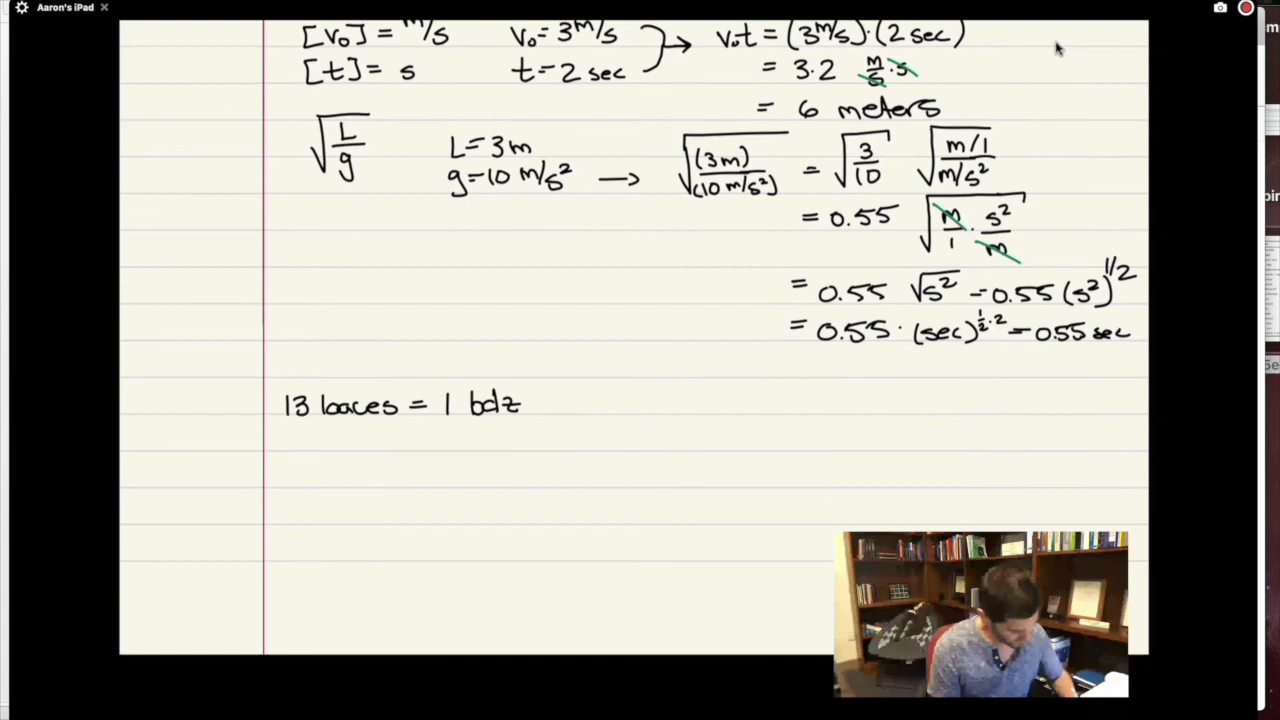 Aaron's iPad
[v₀] = m/s v₀ = 3 m/s v₀t = (3 m/s)·(2 sec)
[t] = s t = 2 sec = 3·2 m/s·s
= 6 meters
√(L/g) L = 3m √((3m)/(10 m/s²)) = √(3/10) √((m/1)/(m/s²))
g = 10 m/s² →
= 0.55 √(m/1 · s²/m)
= 0.55 √s² = 0.55 (s²)^1/2
= 0.55 · (sec)^½·2 = 0.55 sec
13 loaces = 1 bdz